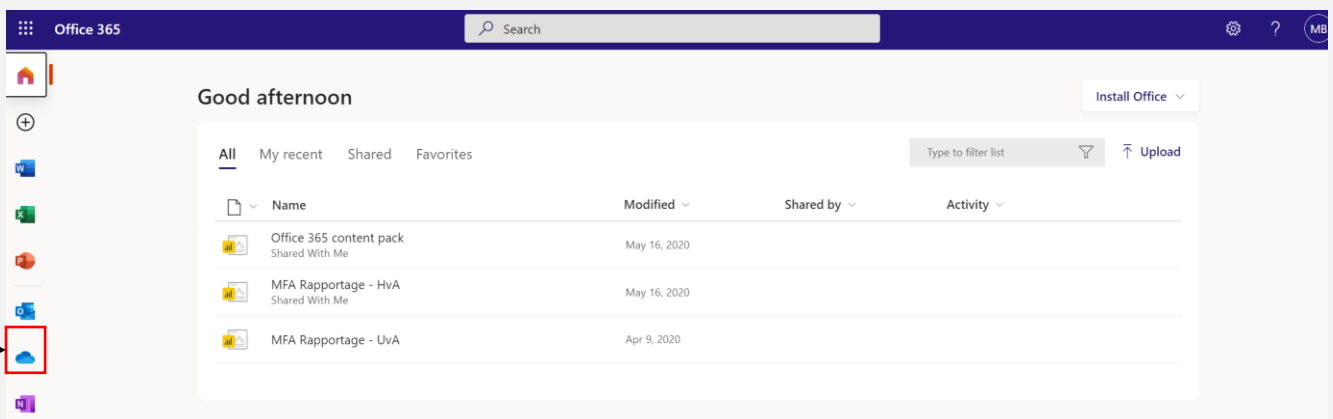 Office 365
Search
?
MB
Good afternoon
Install Office
All My recent Shared Favorites
Type to filter list
Upload
Name Modified Shared by Activity
Office 365 content pack
Shared With Me
May 16, 2020
MFA Rapportage - HvA
Shared With Me
May 16, 2020
MFA Rapportage - UvA
Apr 9, 2020